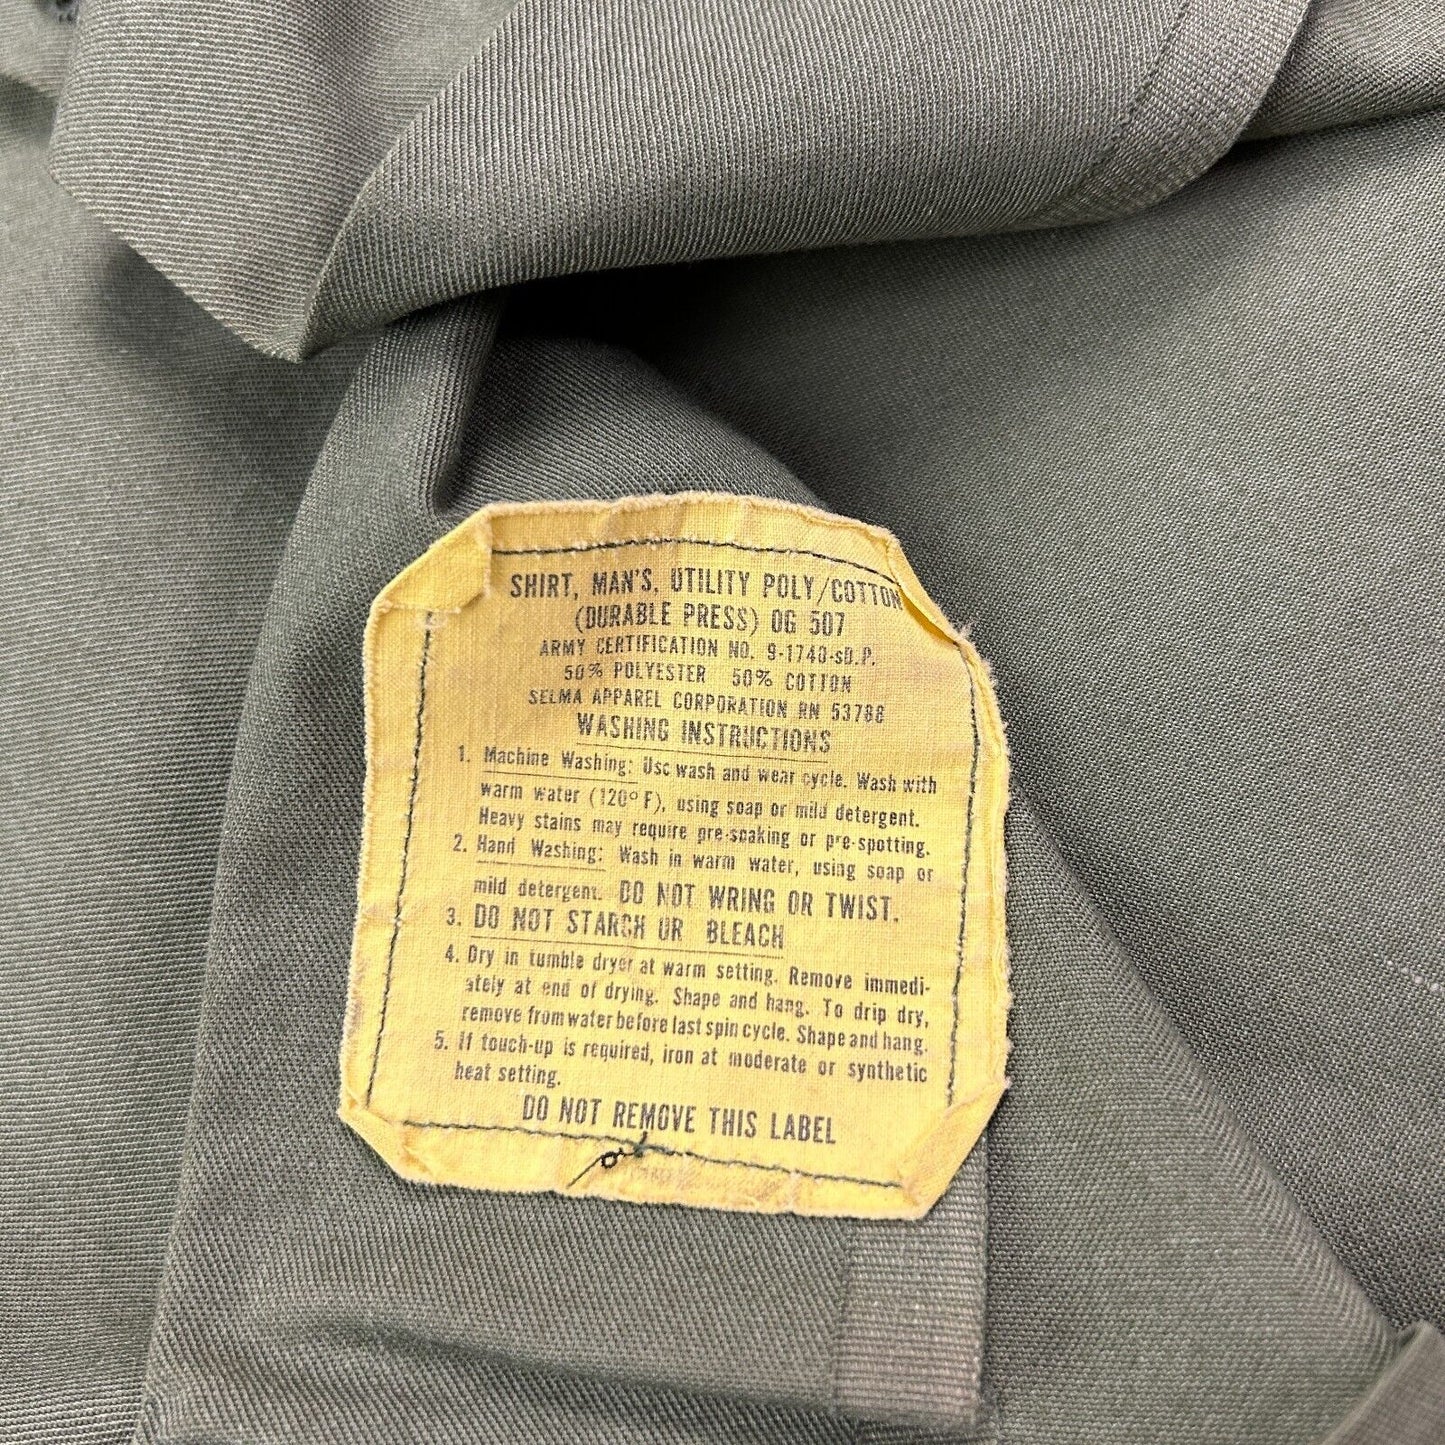 SHIRT, MAN'S, UTILITY POLY/COTTON
(DURABLE PRESS) OG 507
ARMY CERTIFICATION NO. 9-1740-sD.P.
50% POLYESTER 50% COTTON
SELMA APPAREL CORPORATION RN 53788
WASHING INSTRUCTIONS
1. Machine Washing: Use wash and wear cycle. Wash with
warm water (120° F), using soap or mild detergent.
Heavy stains may require pre-soaking or pre-spotting.
2. Hand Washing: Wash in warm water, using soap or
mild detergent. DO NOT WRING OR TWIST.
3. DO NOT STARCH OR BLEACH
4. Dry in tumble dryer at warm setting. Remove immedi-
ately at end of drying. Shape and hang. To drip dry,
remove from water before last spin cycle. Shape and hang.
5. If touch-up is required, iron at moderate or synthetic
heat setting.
DO NOT REMOVE THIS LABEL